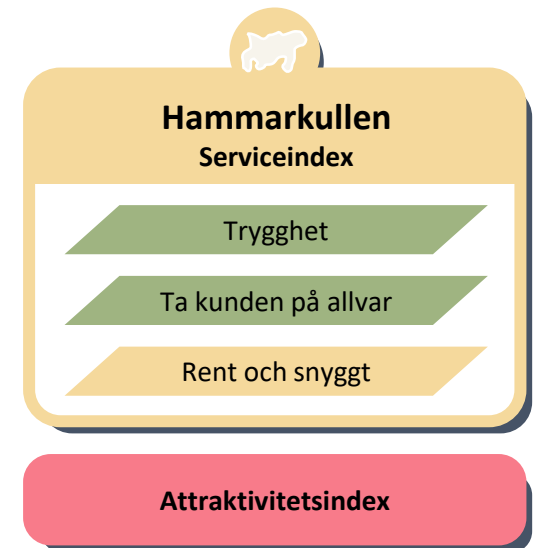 Hammarkullen
Serviceindex
Trygghet
Ta kunden på allvar
Rent och snyggt
Attraktivitetsindex